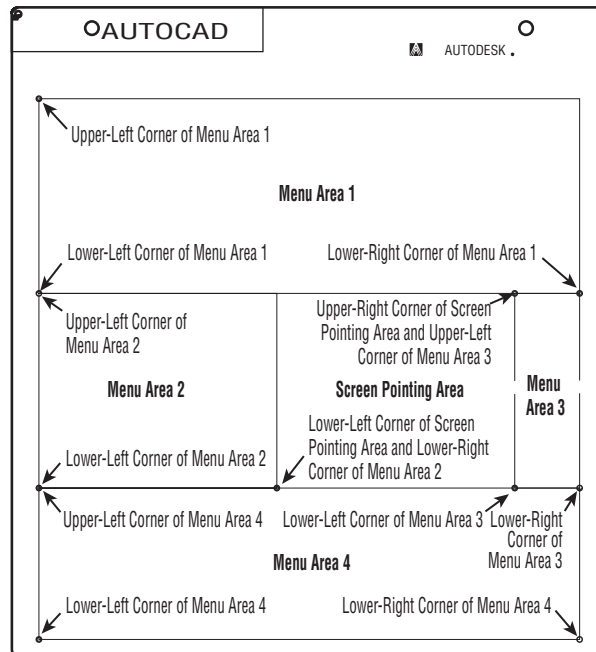 AUTOCAD
AUTODESK.
Upper-Left Corner of Menu Area 1
Menu Area 1
Lower-Left Corner of Menu Area 1
Lower-Right Corner of Menu Area 1
Upper-Left Corner of
Menu Area 2
Upper-Right Corner of Screen
Pointing Area and Upper-Left
Corner of Menu Area 3
Menu Area 2
Screen Pointing Area
Menu
Area 3
Lower-Left Corner of Screen
Pointing Area and Lower-Right
Corner of Menu Area 2
Lower-Left Corner of Menu Area 2
Upper-Left Corner of Menu Area 4
Lower-Left Corner of Menu Area 3
Lower-Right
Corner of
Menu Area 3
Menu Area 4
Lower-Left Corner of Menu Area 4
Lower-Right Corner of Menu Area 4